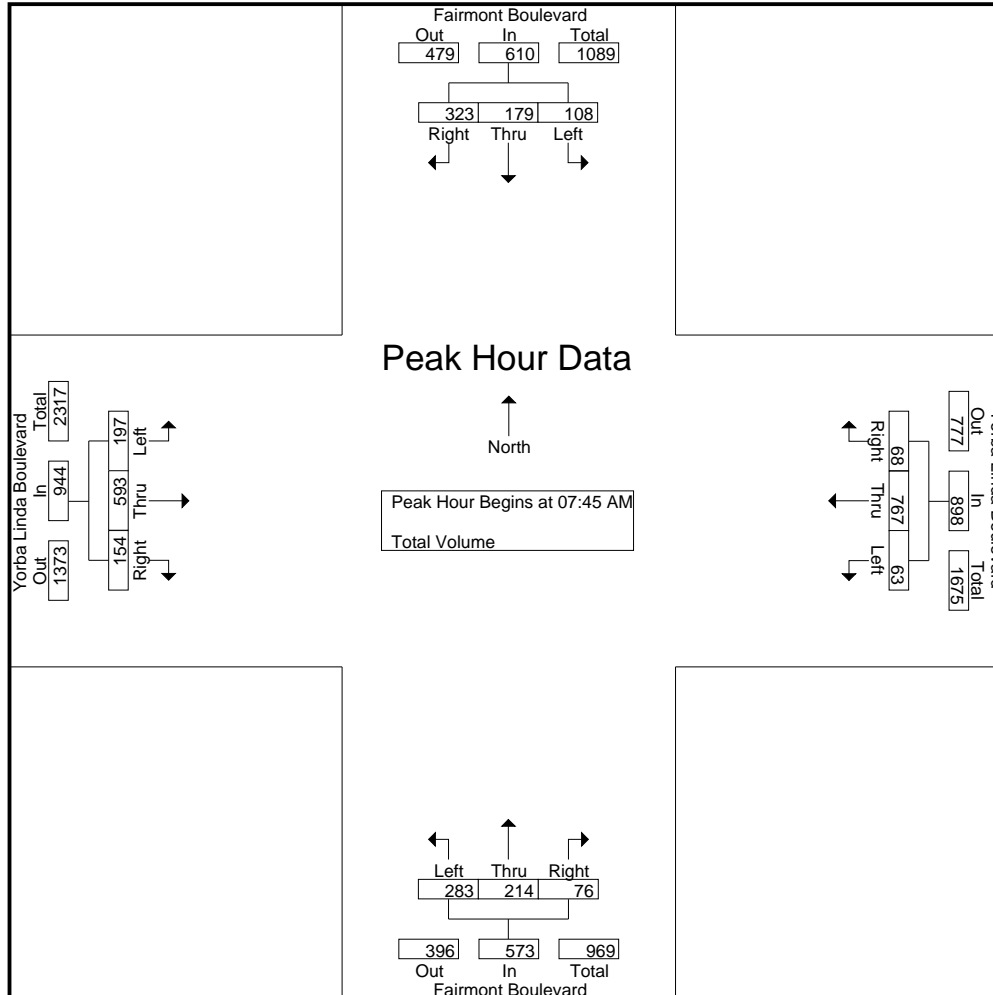 Fairmont Boulevard
Out In Total
479 610 1089
323 179 108
Right Thru Left
Peak Hour Data
North
Peak Hour Begins at 07:45 AM
Total Volume
Yorba Linda Boulevard
Total In Out
2317 944 1373
197 593 154
Left Thru Right
Out In Total
777 898 1675
68 767 63
Right Thru Left
Left Thru Right
283 214 76
396 573 969
Out In Total
Fairmont Boulevard